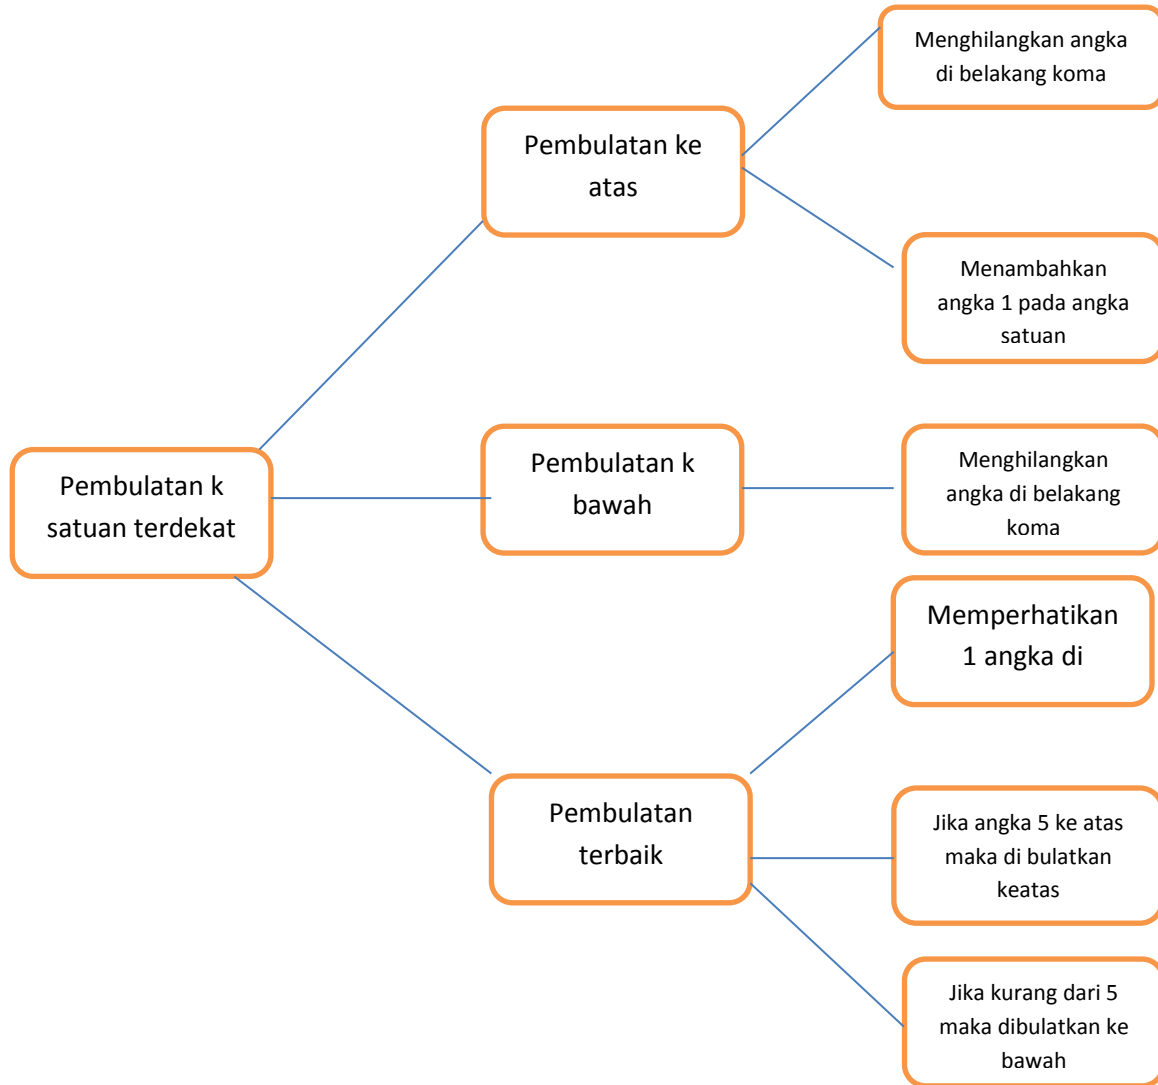 Pembulatan k
satuan terdekat
Pembulatan ke
atas
Menghilangkan angka
di belakang koma
Menambahkan
angka 1 pada angka
satuan
Pembulatan k
bawah
Menghilangkan
angka di belakang
koma
Pembulatan
terbaik
Memperhatikan
1 angka di
Jika angka 5 ke atas
maka di bulatkan
keatas
Jika kurang dari 5
maka dibulatkan ke
bawah